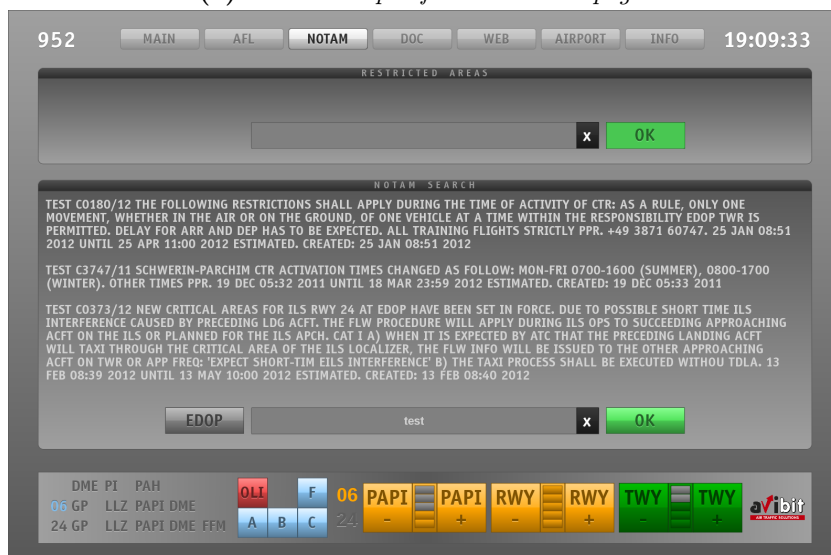 952 MAIN AFL NOTAM DOC WEB AIRPORT INFO 19:09:33
RESTRICTED AREAS
x OK
NOTAM SEARCH
TEST C0180/12 THE FOLLOWING RESTRICTIONS SHALL APPLY DURING THE TIME OF ACTIVITY OF CTR: AS A RULE, ONLY ONE
MOVEMENT, WHETHER IN THE AIR OR ON THE GROUND, OF ONE VEHICLE AT A TIME WITHIN THE RESPONSIBILITY EDOP TWR IS
PERMITTED. DELAY FOR ARR AND DEP HAS TO BE EXPECTED. ALL TRAINING FLIGHTS STRICTLY PPR. +49 3871 60747. 25 JAN 08:51
2012 UNTIL 25 APR 11:00 2012 ESTIMATED. CREATED: 25 JAN 08:51 2012
TEST C3747/11 SCHWERIN-PARCHIM CTR ACTIVATION TIMES CHANGED AS FOLLOW: MON-FRI 0700-1600 (SUMMER), 0800-1700
(WINTER). OTHER TIMES PPR. 19 DEC 05:32 2011 UNTIL 18 MAR 23:59 2012 ESTIMATED. CREATED: 19 DEC 05:33 2011
TEST C0373/12 NEW CRITICAL AREAS FOR ILS RWY 24 AT EDOP HAVE BEEN SET IN FORCE. DUE TO POSSIBLE SHORT TIME ILS
INTERFERENCE CAUSED BY PRECEDING LDG ACFT. THE FLW PROCEDURE WILL APPLY DURING ILS OPS TO SUCCEEDING APPROACHING
ACFT ON THE ILS OR PLANNED FOR THE ILS APCH. CAT I A) WHEN IT IS EXPECTED BY ATC THAT THE PRECEDING LANDING ACFT
WILL TAXI THROUGH THE CRITICAL AREA OF THE ILS LOCALIZER, THE FLW INFO WILL BE ISSUED TO THE OTHER APPROACHING
ACFT ON TWR OR APP FREQ: 'EXPECT SHORT-TIM EILS INTERFERENCE' B) THE TAXI PROCESS SHALL BE EXECUTED WITHOU TDLA. 13
FEB 08:39 2012 UNTIL 13 MAY 10:00 2012 ESTIMATED. CREATED: 13 FEB 08:40 2012
EDOP test x OK
DME PI PAH
06 GP LLZ PAPI DME
24 GP LLZ PAPI DME FFM
OLI F
A B C
06
24
PAPI PAPI RWY RWY TWY TWY
- + - + - +
avibit
AIR TRAFFIC SOLUTIONS